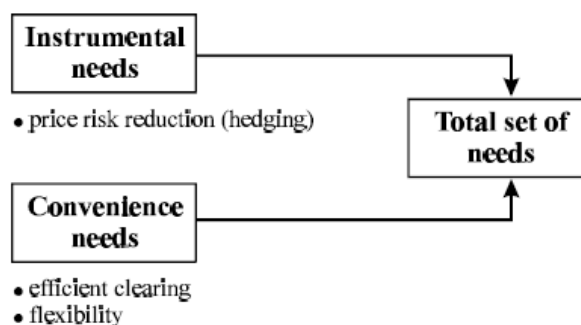 Instrumental
needs
• price risk reduction (hedging)
Total set of
needs
Convenience
needs
• efficient clearing
• flexibility